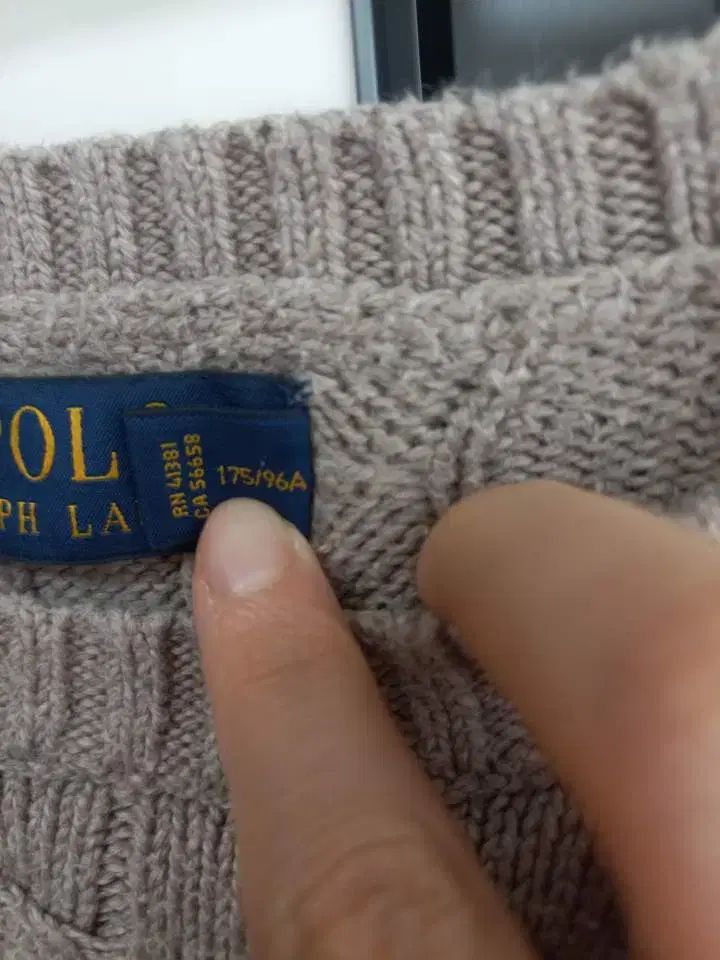 POL
PH LA
RN 41381
CA 56658
175/96A